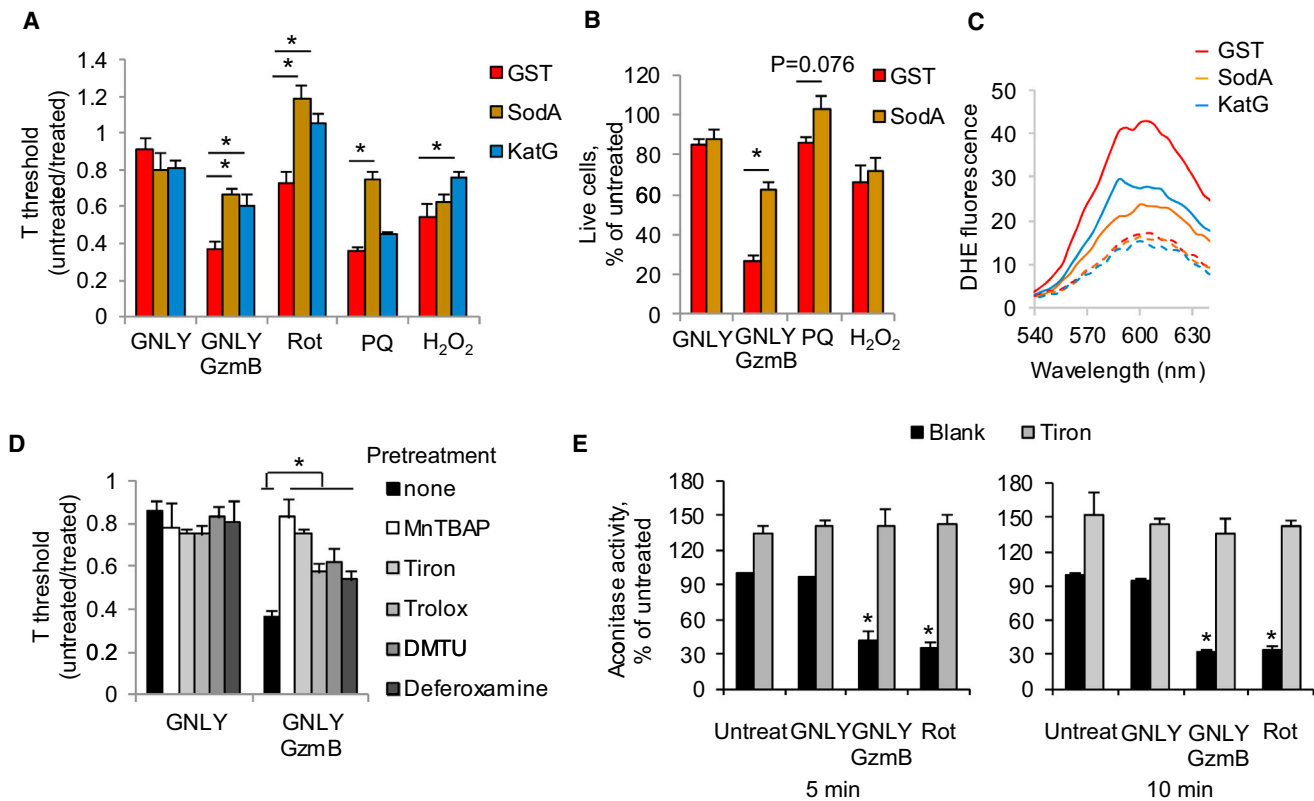 A
T threshold
(untreated/treated)
1.4
1.2
1
0.8
0.6
0.4
0.2
0
*
*
*
*
*
*
GST
SodA
KatG
GNLY
GNLY
GzmB
Rot
PQ
H₂O₂
B
Live cells,
% of untreated
120
100
80
60
40
20
0
P=0.076
*
GST
SodA
GNLY
GNLY
GzmB
PQ
H₂O₂
C
GST
SodA
KatG
DHE fluorescence
50
40
30
20
10
0
540
570
600
630
Wavelength (nm)
D
T threshold
(untreated/treated)
1
0.8
0.6
0.4
0.2
0
*
Pretreatment
none
MnTBAP
Tiron
Trolox
DMTU
Deferoxamine
GNLY
GNLY
GzmB
E
Blank
Tiron
Aconitase activity,
% of untreated
180
150
120
90
60
30
0
*
*
Untreat
GNLY
GNLY
GzmB
Rot
5 min
180
150
120
90
60
30
0
*
*
Untreat
GNLY
GNLY
GzmB
Rot
10 min